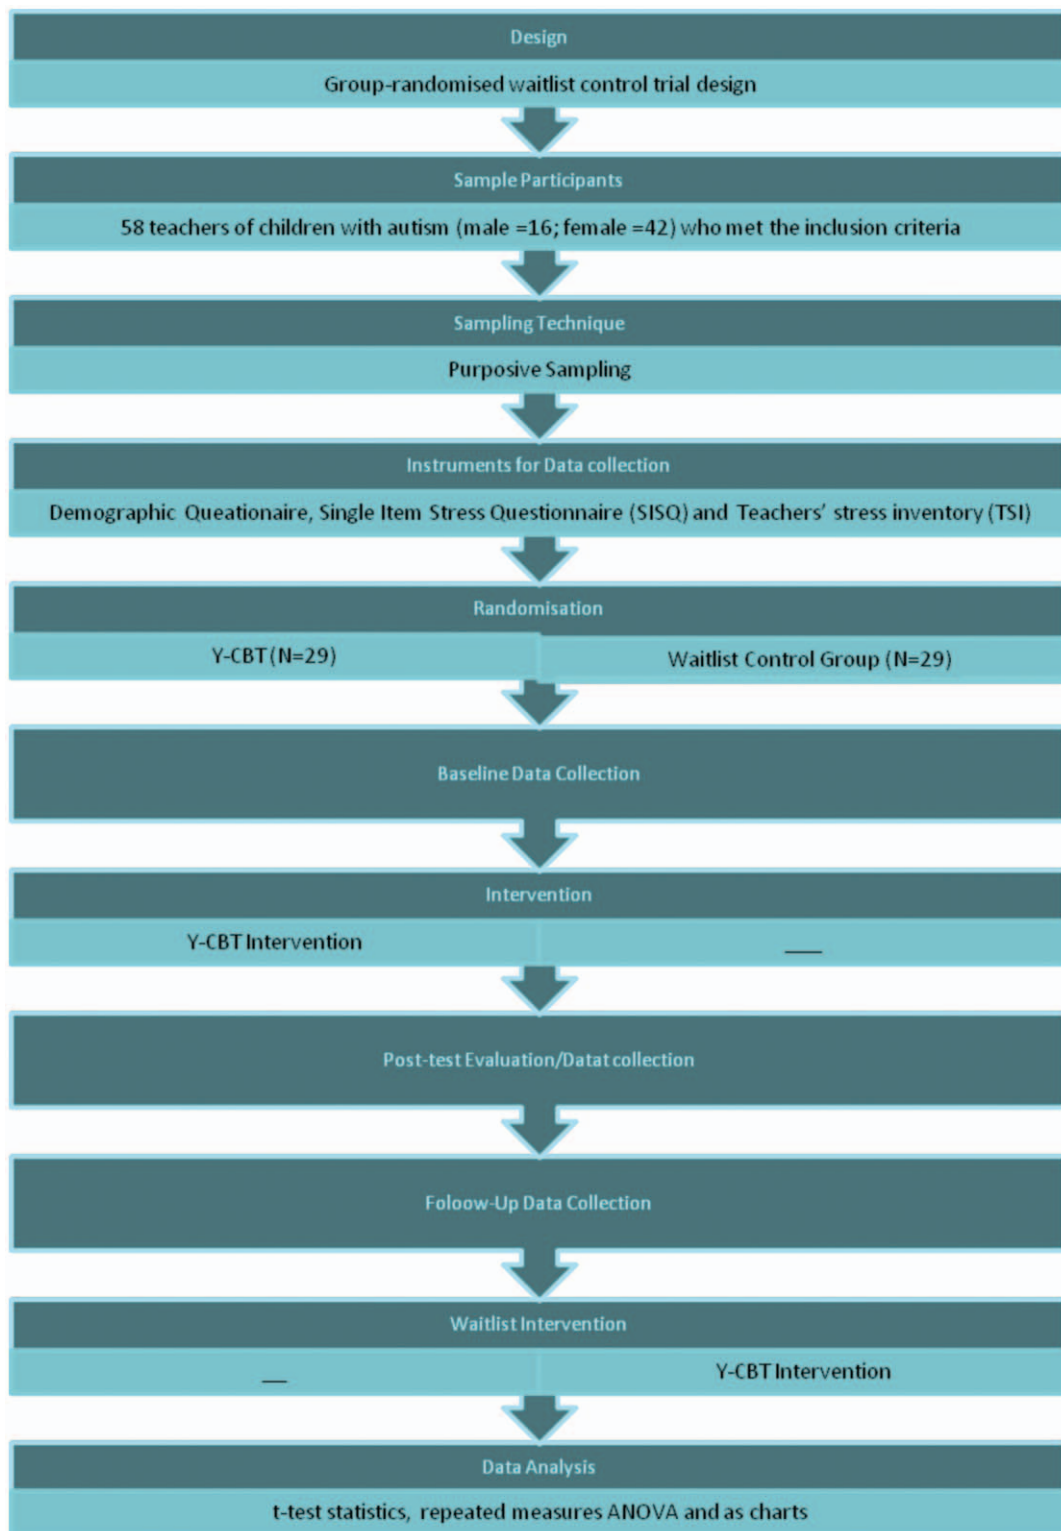 Design
Group-randomised waitlist control trial design
Sample Participants
58 teachers of children with autism (male =16; female =42) who met the inclusion criteria
Sampling Technique
Purposive Sampling
Instruments for Data collection
Demographic Queationaire, Single Item Stress Questionnaire (SISQ) and Teachers' stress inventory (TSI)
Randomisation
Y-CBT (N=29)
Waitlist Control Group (N=29)
Baseline Data Collection
Intervention
Y-CBT Intervention
___
Post-test Evaluation/Datat collection
Foloow-Up Data Collection
Waitlist Intervention
__
Y-CBT Intervention
Data Analysis
t-test statistics, repeated measures ANOVA and as charts